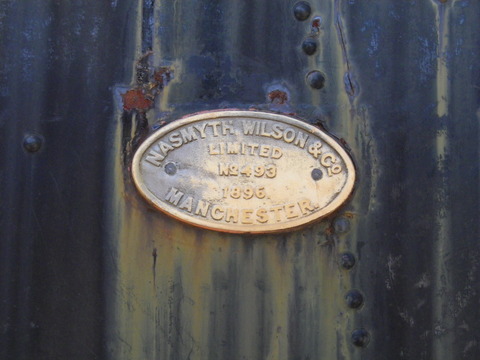 NASMYTH WILSON & Co.
LIMITED
No 493
1896.
MANCHESTER.